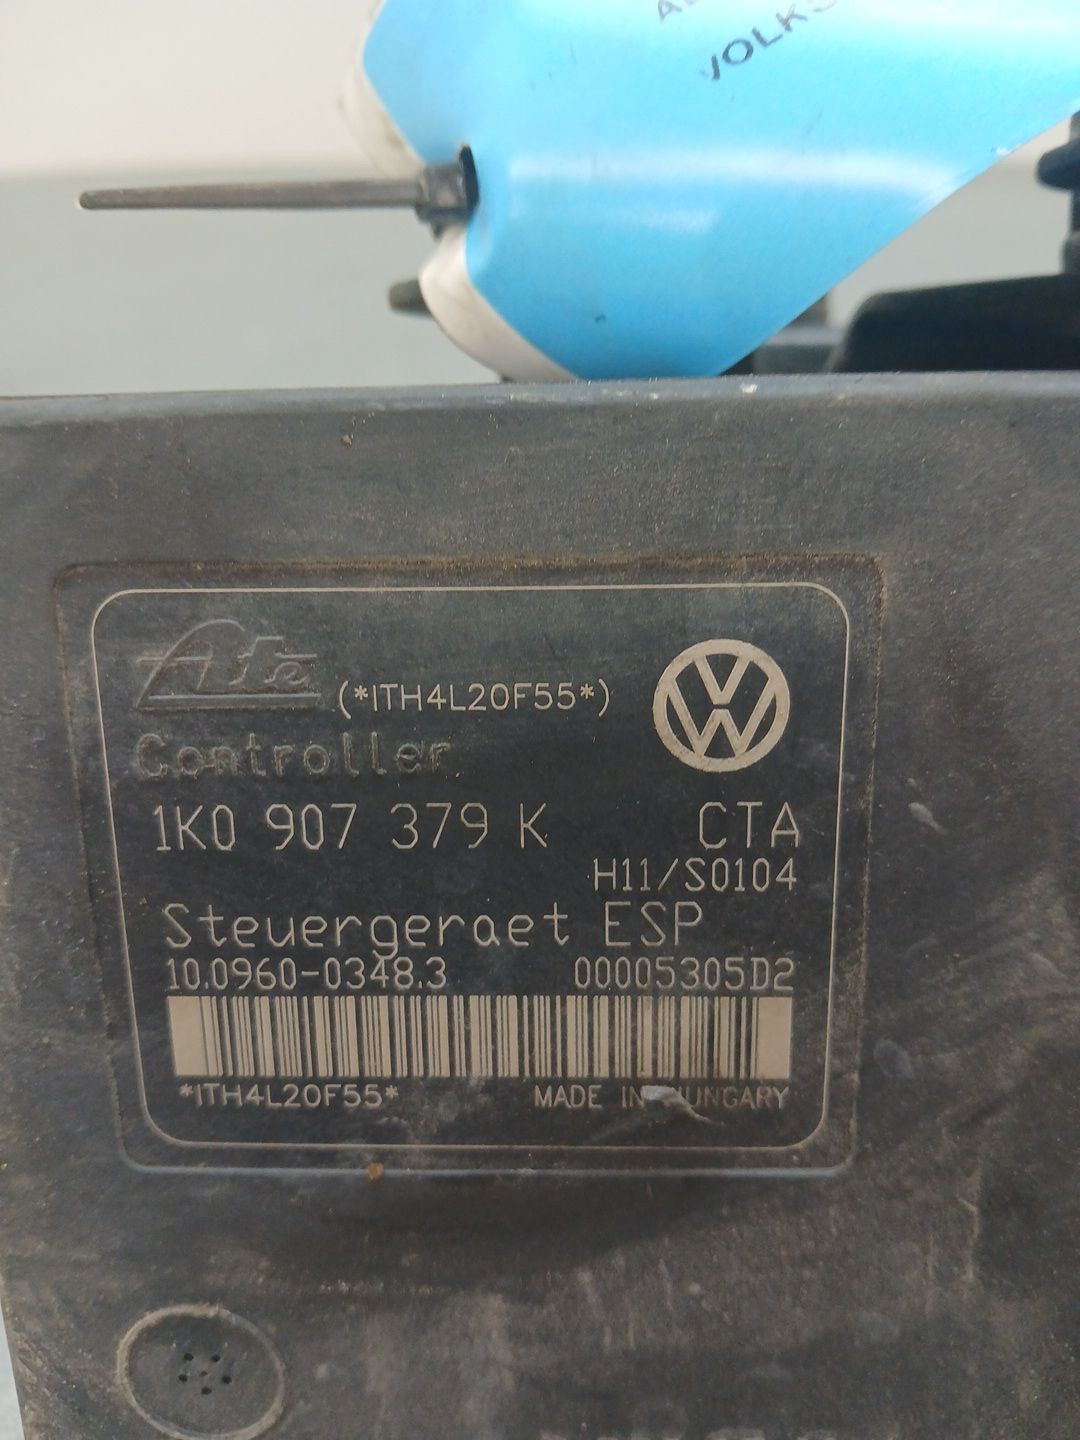 VOLKS
Ate
(*ITH4L20F55*)
Controller
1K0 907 379 K CTA
H11/S0104
Steuergeraet ESP
10.0960-0348.3 00005305D2
*ITH4L20F55* MADE IN HUNGARY